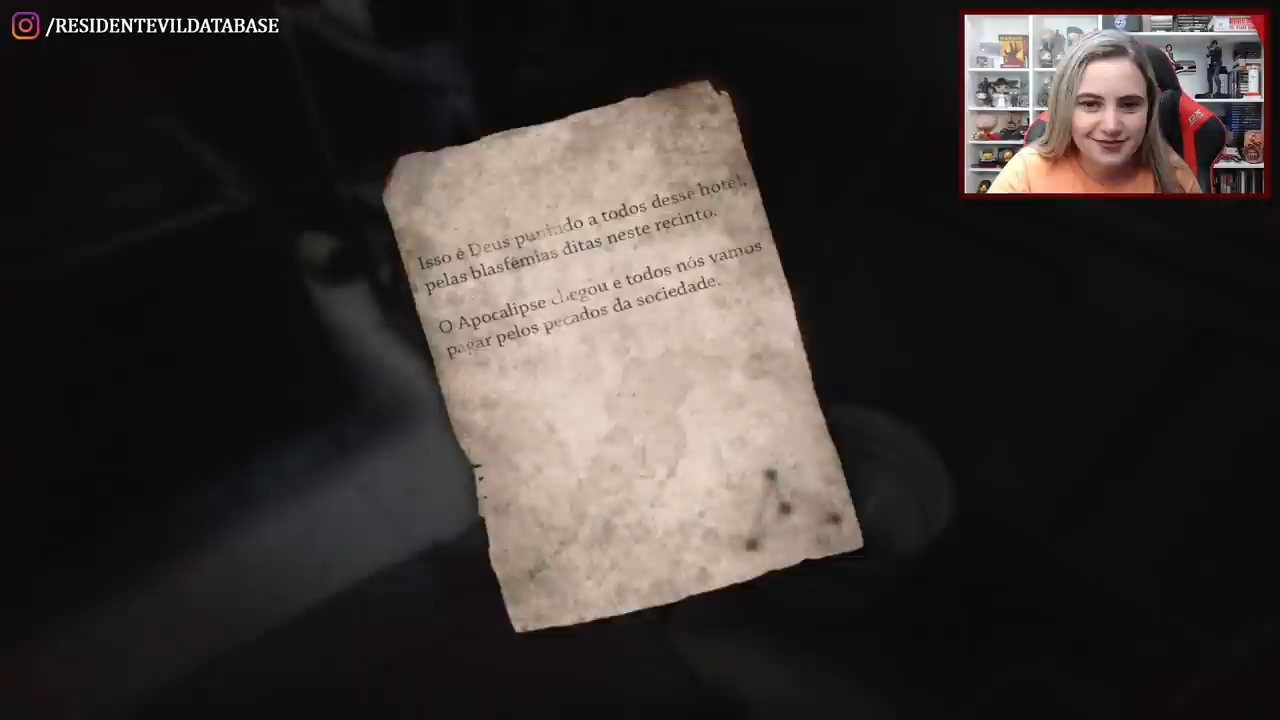 /RESIDENTEVILDATABASE
Isso é Deus punindo a todos desse hotel,
pelas blasfêmias ditas neste recinto.
O Apocalipse chegou e todos nós vamos
pagar pelos pecados da sociedade.